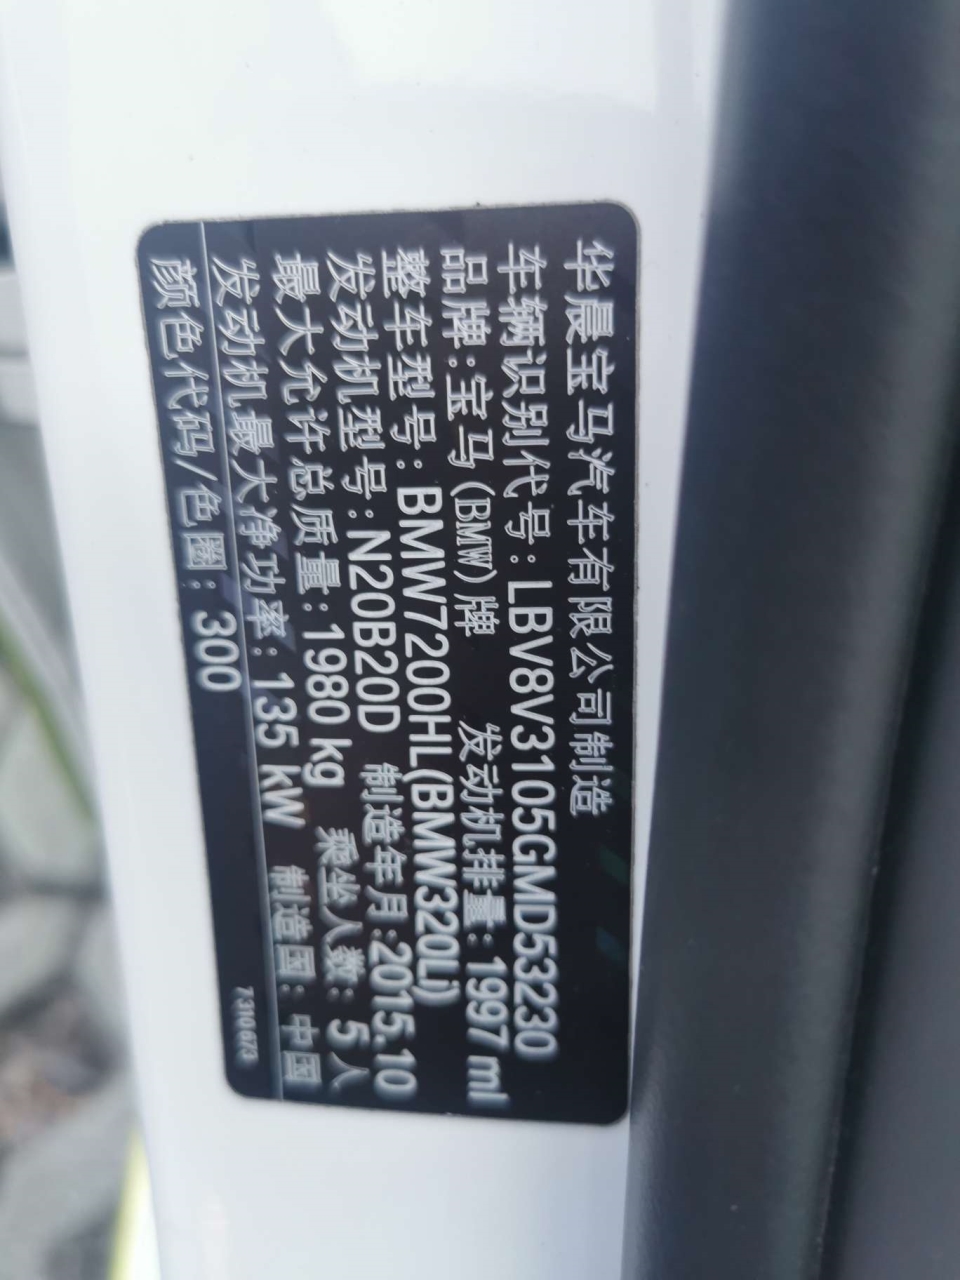 华晨宝马汽车有限公司制造
车辆识别代号:LBV8V3105GMD53230
品牌:宝马(BMW)牌 发动机排量:1997 ml
整车型号:BMW7200HL(BMW320Li)
发动机型号:N20B20D 制造年月:2015.10
最大允许总质量:1980 kg 乘坐人数:5人
发动机最大净功率:135 kW 制造国:中国
颜色代码/色圈:300